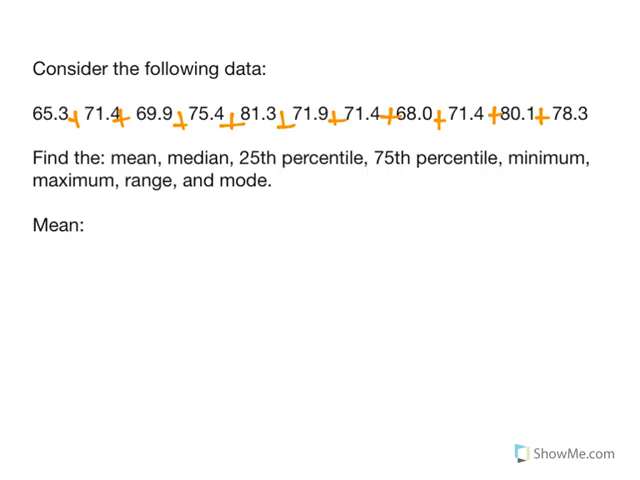 Consider the following data:
65.3 + 71.4 + 69.9 + 75.4 + 81.3 + 71.9 + 71.4 + 68.0 + 71.4 + 80.1 + 78.3
Find the: mean, median, 25th percentile, 75th percentile, minimum,
maximum, range, and mode.
Mean:
ShowMe.com